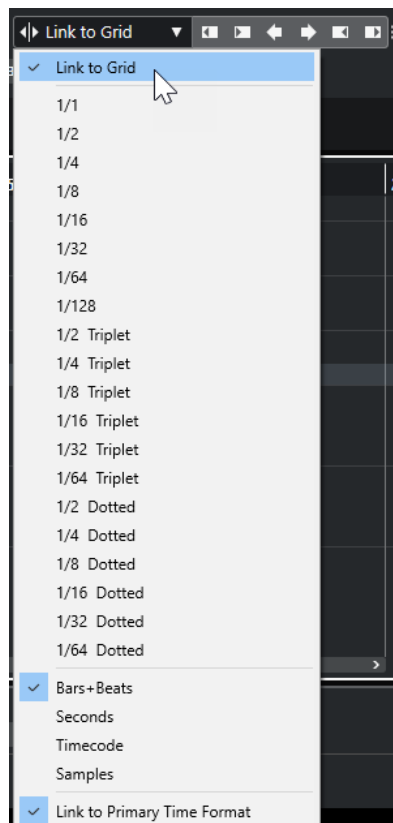 Link to Grid
Link to Grid
1/1
1/2
1/4
1/8
1/16
1/32
1/64
1/128
1/2 Triplet
1/4 Triplet
1/8 Triplet
1/16 Triplet
1/32 Triplet
1/64 Triplet
1/2 Dotted
1/4 Dotted
1/8 Dotted
1/16 Dotted
1/32 Dotted
1/64 Dotted
Bars+Beats
Seconds
Timecode
Samples
Link to Primary Time Format